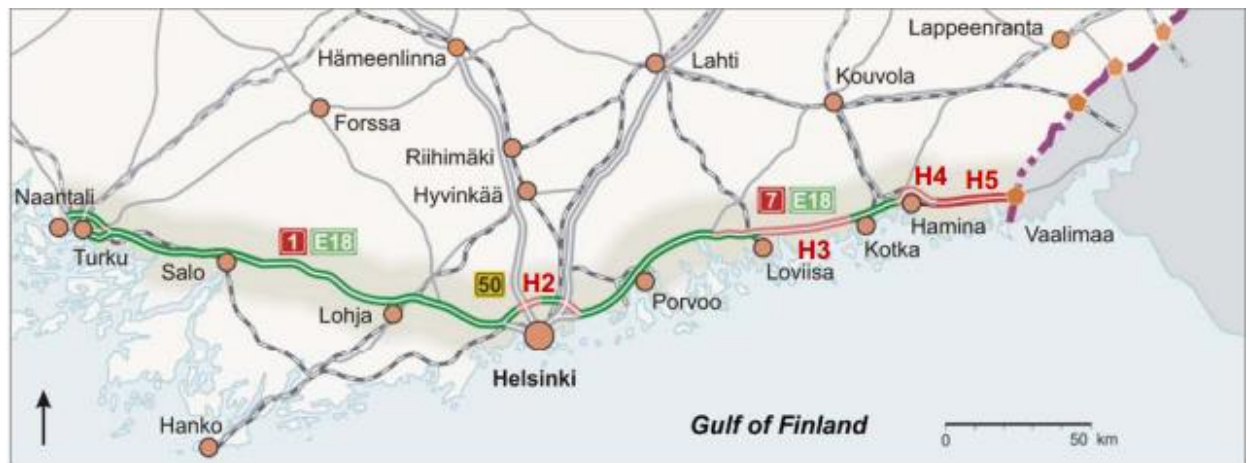 Lappeenranta
Hämeenlinna
Lahti
Kouvola
Forssa
Riihimäki
Hyvinkää
Naantali
7 E18
H4
H5
Hamina
Vaalimaa
Kotka
H3
Loviisa
Turku
1 E18
Salo
50
H2
Porvoo
Lohja
Helsinki
Hanko
Gulf of Finland
0 50 km